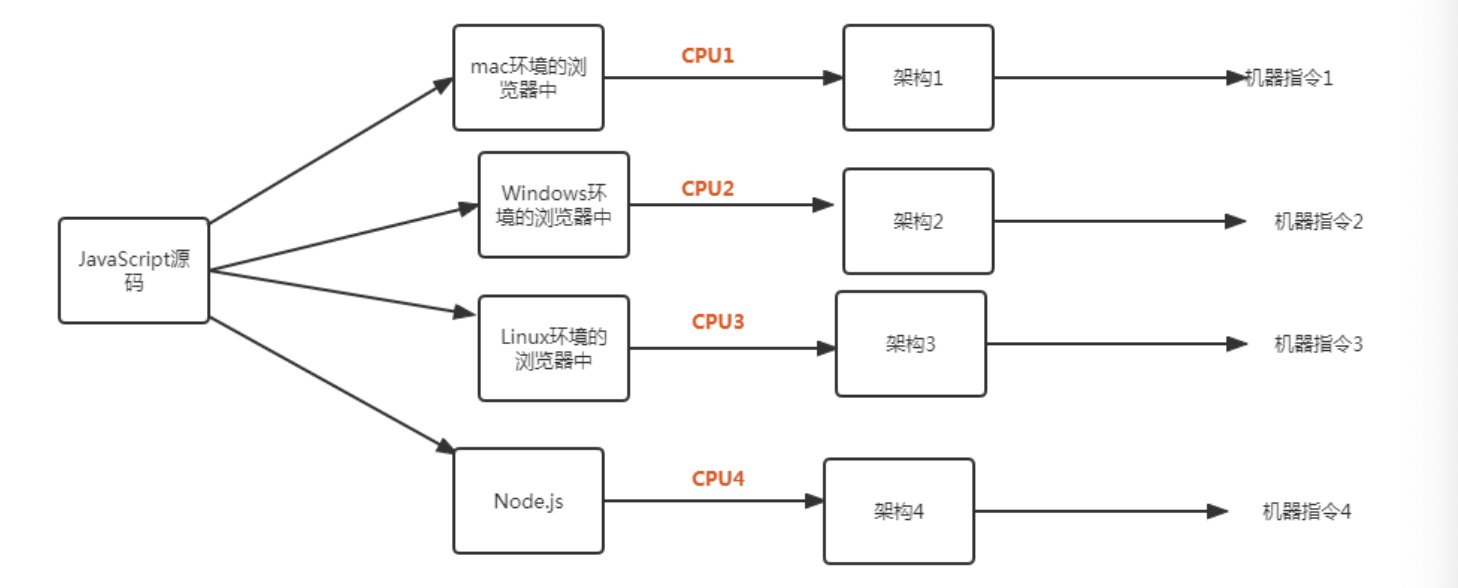 mac环境的浏
览器中
CPU1
架构1
机器指令1
Windows环
境的浏览器中
CPU2
架构2
机器指令2
JavaScript源
码
Linux环境的
浏览器中
CPU3
架构3
机器指令3
Node.js
CPU4
架构4
机器指令4